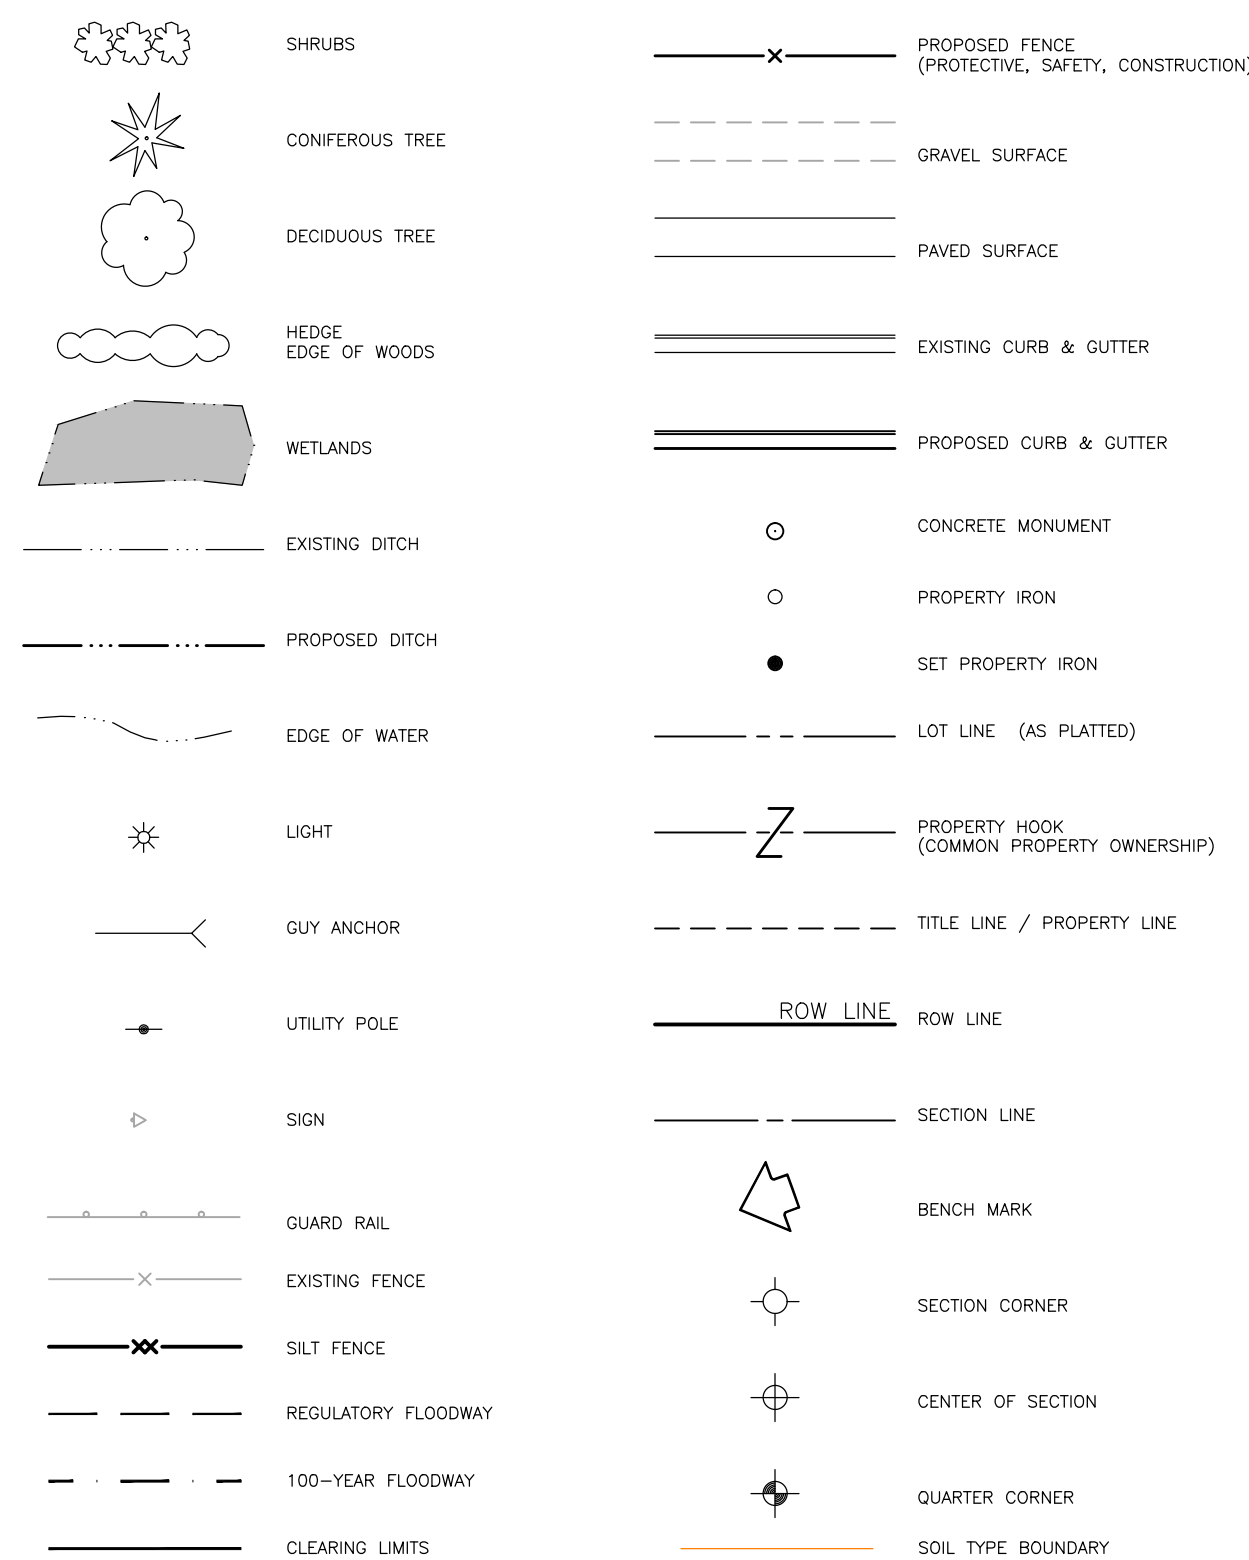 SHRUBS
CONIFEROUS TREE
DECIDUOUS TREE
HEDGE
EDGE OF WOODS
WETLANDS
EXISTING DITCH
PROPOSED DITCH
EDGE OF WATER
LIGHT
GUY ANCHOR
UTILITY POLE
SIGN
GUARD RAIL
EXISTING FENCE
SILT FENCE
REGULATORY FLOODWAY
100-YEAR FLOODWAY
CLEARING LIMITS
PROPOSED FENCE
(PROTECTIVE, SAFETY, CONSTRUCTION)
GRAVEL SURFACE
PAVED SURFACE
EXISTING CURB & GUTTER
PROPOSED CURB & GUTTER
CONCRETE MONUMENT
PROPERTY IRON
SET PROPERTY IRON
LOT LINE (AS PLATTED)
PROPERTY HOOK
(COMMON PROPERTY OWNERSHIP)
TITLE LINE / PROPERTY LINE
ROW LINE
ROW LINE
SECTION LINE
BENCH MARK
SECTION CORNER
CENTER OF SECTION
QUARTER CORNER
SOIL TYPE BOUNDARY